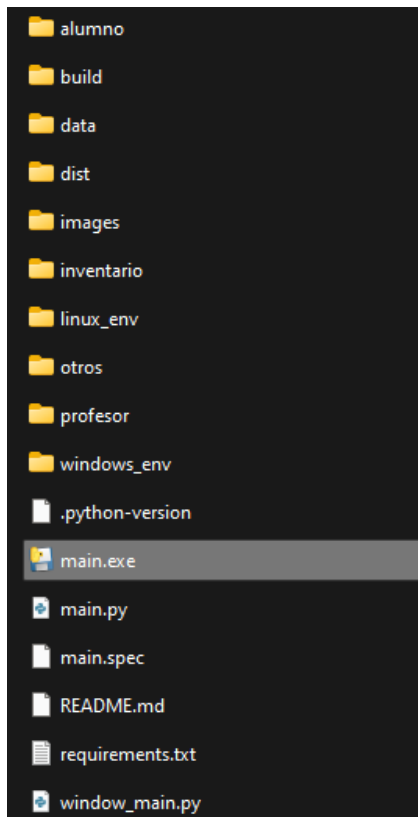 alumno
build
data
dist
images
inventario
linux_env
otros
profesor
windows_env
.python-version
main.exe
main.py
main.spec
README.md
requirements.txt
window_main.py